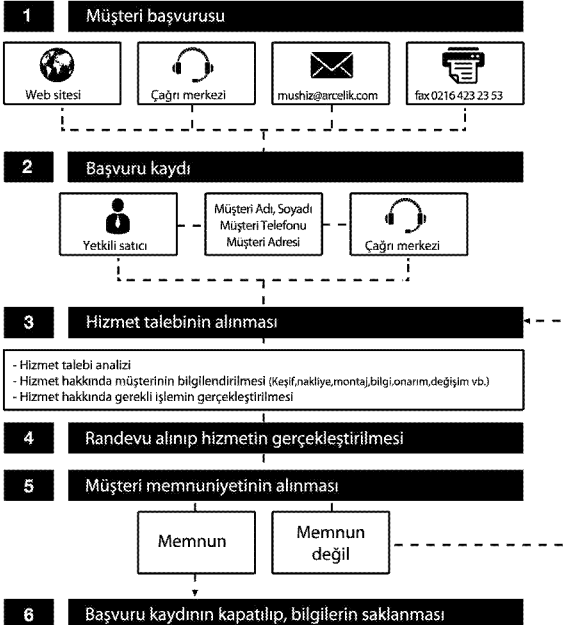 1 Müşteri başvurusu
Web sitesi
Çağrı merkezi
mushiz@arcelik.com
fax 0216 423 23 53
2 Başvuru kaydı
Yetkili satıcı
Müşteri Adı, Soyadı
Müşteri Telefonu
Müşteri Adresi
Çağrı merkezi
3 Hizmet talebinin alınması
- Hizmet talebi analizi
- Hizmet hakkında müşterinin bilgilendirilmesi (Keşif,nakliye,montaj,bilgi,onarım,değişim vb.)
- Hizmet hakkında gerekli işlemin gerçekleştirilmesi
4 Randevu alınıp hizmetin gerçekleştirilmesi
5 Müşteri memnuniyetinin alınması
Memnun
Memnun
değil
6 Başvuru kaydının kapatılıp, bilgilerin saklanması